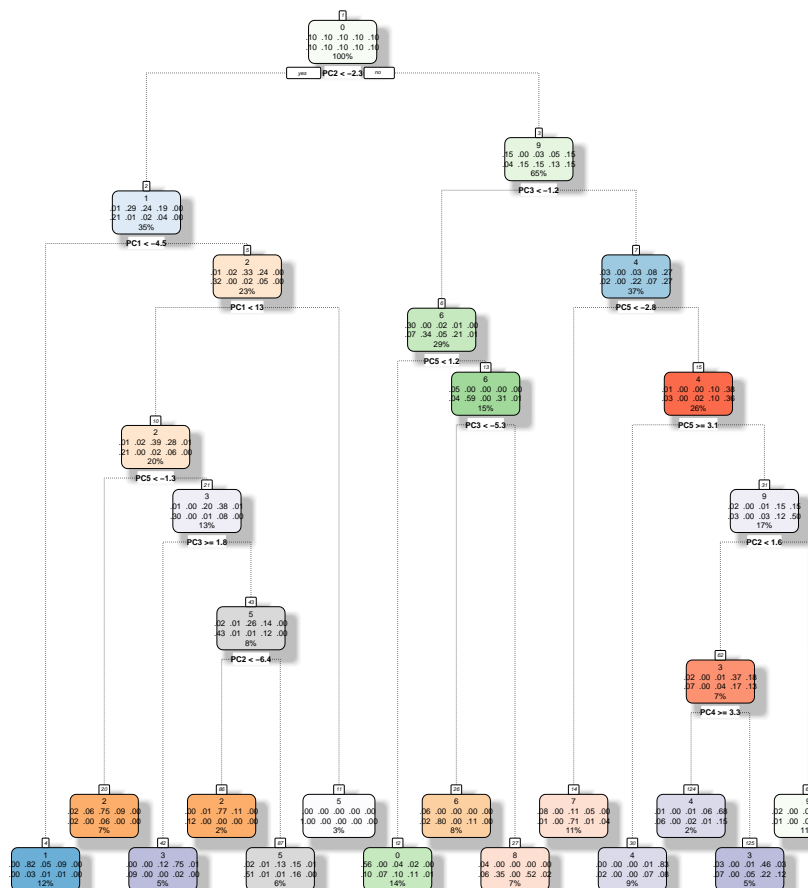 1
0
.10 .10 .10 .10 .10
.10 .10 .10 .10 .10
100%
yes PC2 < −2.3 no
3
9
.15 .00 .03 .05 .15
.04 .15 .15 .13 .15
65%
PC3 < −1.2
2
1
.01 .29 .24 .19 .00
.21 .01 .02 .04 .00
35%
PC1 < −4.5
5
2
.01 .02 .33 .24 .00
.32 .00 .02 .05 .00
23%
PC1 < 13
7
4
.03 .00 .03 .08 .27
.02 .00 .22 .07 .27
37%
PC5 < −2.8
6
6
.30 .00 .02 .01 .00
.07 .34 .05 .21 .01
29%
PC5 < 1.2
13
6
.05 .00 .00 .00 .00
.04 .59 .00 .31 .01
15%
PC3 < −5.3
15
4
.01 .00 .00 .10 .38
.03 .00 .02 .10 .36
26%
PC5 >= 3.1
10
2
.01 .02 .39 .28 .01
.21 .00 .02 .06 .00
20%
PC5 < −1.3
21
3
.01 .00 .20 .38 .01
.30 .00 .01 .08 .00
13%
PC3 >= 1.8
31
9
.02 .00 .01 .15 .15
.03 .00 .03 .12 .50
17%
PC2 < 1.6
43
5
.02 .01 .26 .14 .00
.43 .01 .01 .12 .00
8%
PC2 < −6.4
62
3
.02 .00 .01 .37 .18
.07 .00 .04 .17 .13
7%
PC4 >= 3.3
20
2
.02 .06 .75 .09 .00
.02 .00 .06 .00 .00
7%
86
2
.00 .01 .77 .11 .00
.12 .00 .00 .00 .00
2%
11
5
.00 .00 .00 .00 .00
1.00 .00 .00 .00 .00
3%
26
6
.06 .00 .00 .00 .00
.02 .80 .00 .11 .00
8%
14
7
.08 .00 .11 .05 .00
.01 .00 .71 .01 .04
11%
124
4
.01 .00 .01 .06 .68
.06 .00 .02 .01 .15
2%
4
1
.00 .82 .05 .09 .00
.00 .03 .01 .01 .00
12%
42
3
.00 .00 .12 .75 .01
.09 .00 .00 .02 .00
5%
87
5
.02 .01 .13 .15 .01
.51 .01 .01 .16 .00
6%
12
0
.56 .00 .04 .02 .00
.10 .07 .10 .11 .01
14%
27
8
.04 .00 .00 .00 .00
.06 .35 .00 .52 .02
7%
30
4
.00 .00 .00 .01 .83
.02 .00 .00 .07 .08
9%
125
3
.03 .00 .01 .46 .03
.07 .00 .05 .22 .12
5%